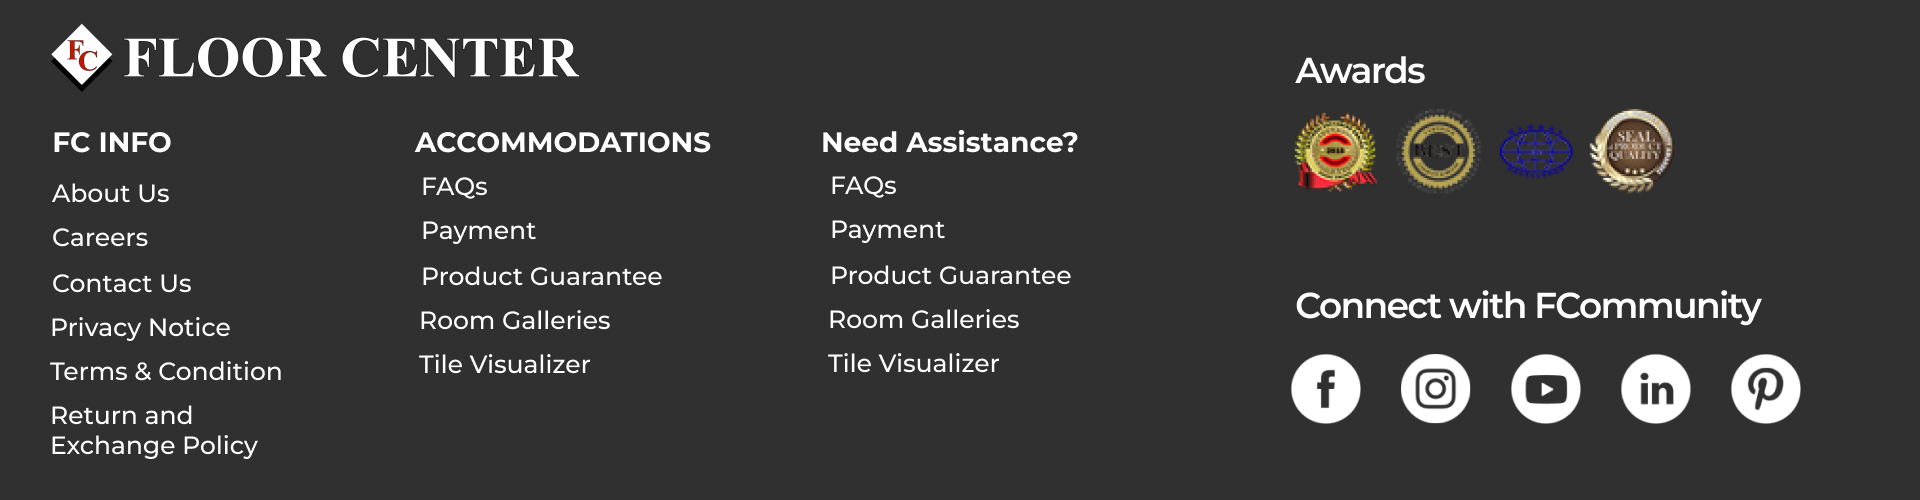 FC
FLOOR CENTER
FC INFO
About Us
Careers
Contact Us
Privacy Notice
Terms & Condition
Return and
Exchange Policy
ACCOMMODATIONS
FAQs
Payment
Product Guarantee
Room Galleries
Tile Visualizer
Need Assistance?
FAQs
Payment
Product Guarantee
Room Galleries
Tile Visualizer
Awards
BEST
SEAL
of PRODUCT
QUALITY
Connect with FCommunity